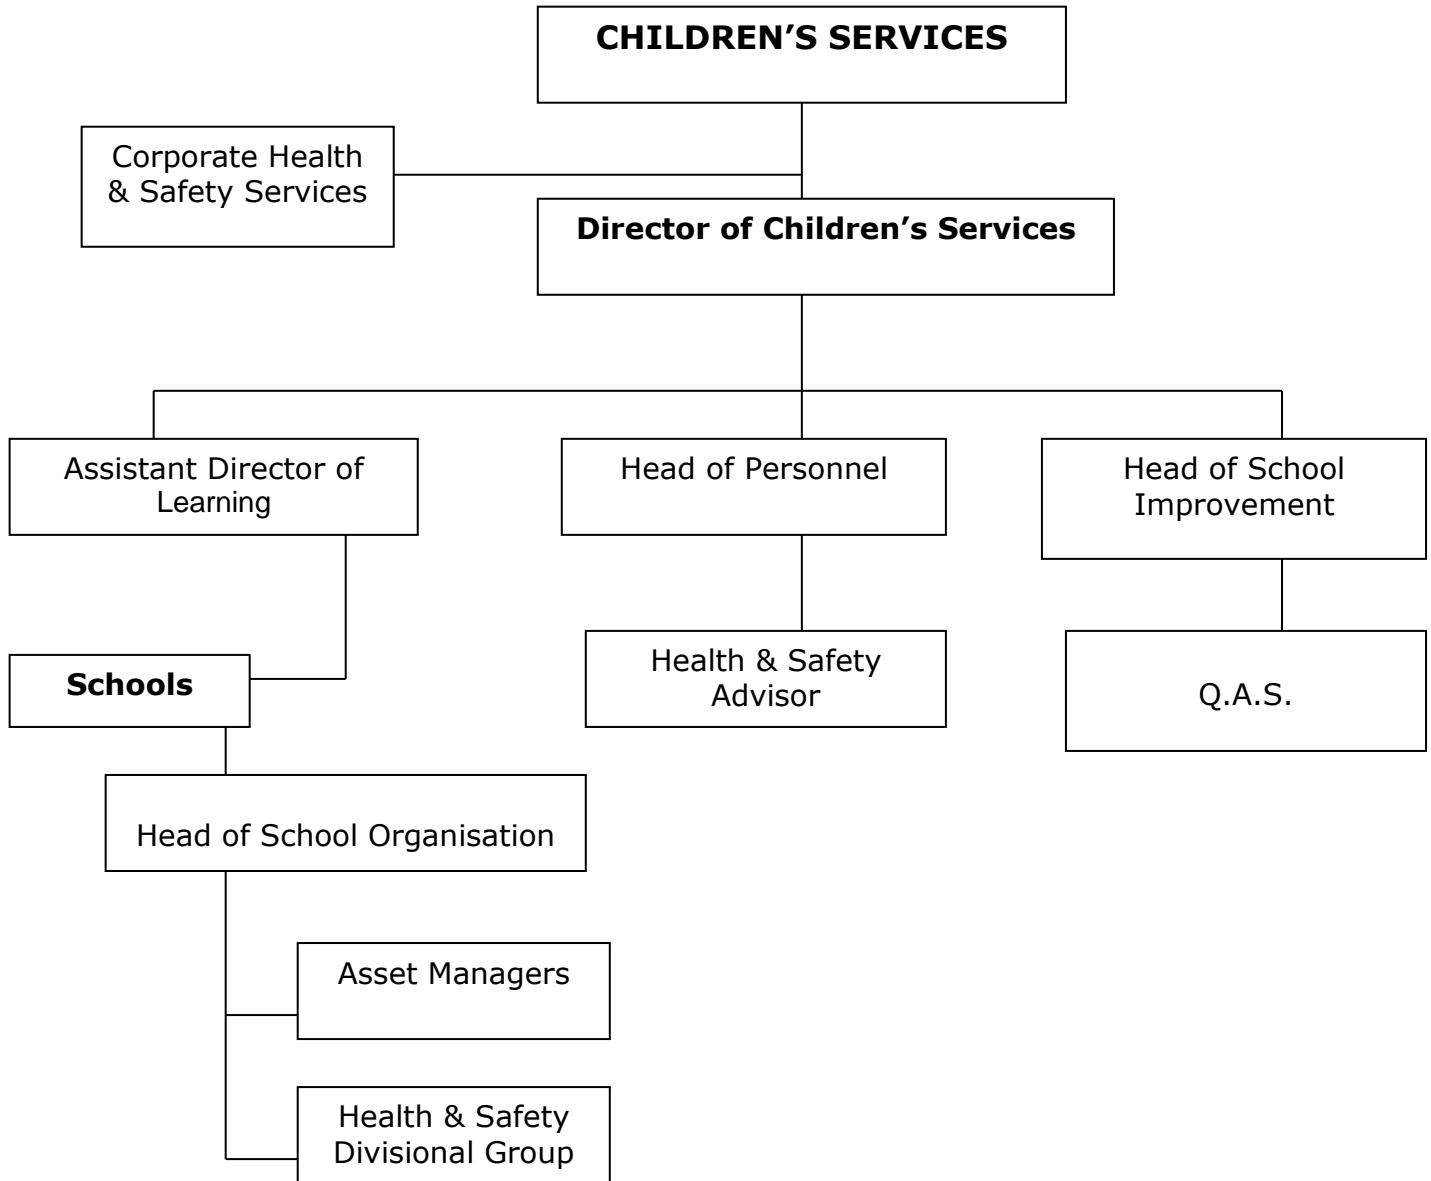 CHILDREN’S SERVICES
Corporate Health
& Safety Services
Director of Children’s Services
Assistant Director of
Learning
Head of Personnel
Head of School
Improvement
Schools
Health & Safety
Advisor
Q.A.S.
Head of School Organisation
Asset Managers
Health & Safety
Divisional Group